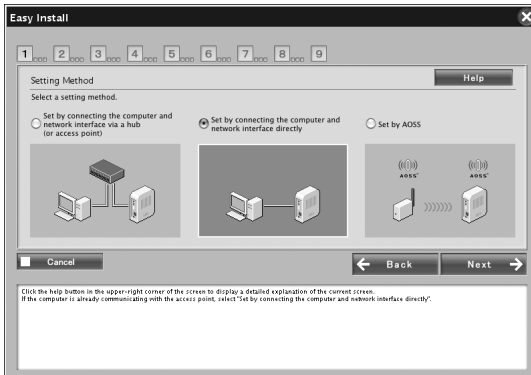 Easy Install
1 2 3 4 5 6 7 8 9
Setting Method
Help
Select a setting method.
Set by connecting the computer and
network interface via a hub
(or access point)
Set by connecting the computer and
network interface directly
Set by AOSS
AOSS™ AOSS™
Cancel
Back
Next
Click the help button in the upper-right corner of the screen to display a detailed explanation of the current screen.
If the computer is already communicating with the access point, select "Set by connecting the computer and network interface directly".